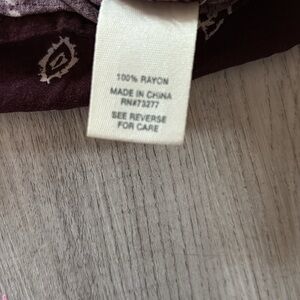 100% RAYON
MADE IN CHINA
RN#73277
SEE REVERSE
FOR CARE